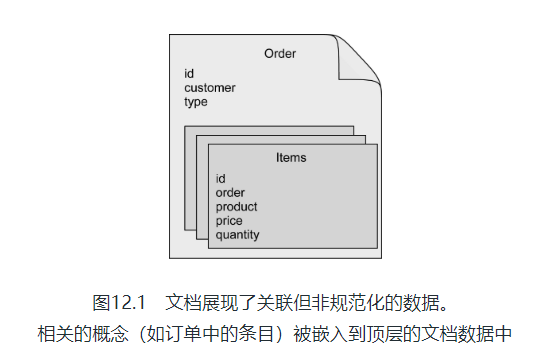 Order
id
customer
type
Items
id
order
product
price
quantity
图12.1　文档展现了关联但非规范化的数据。
相关的概念（如订单中的条目）被嵌入到顶层的文档数据中